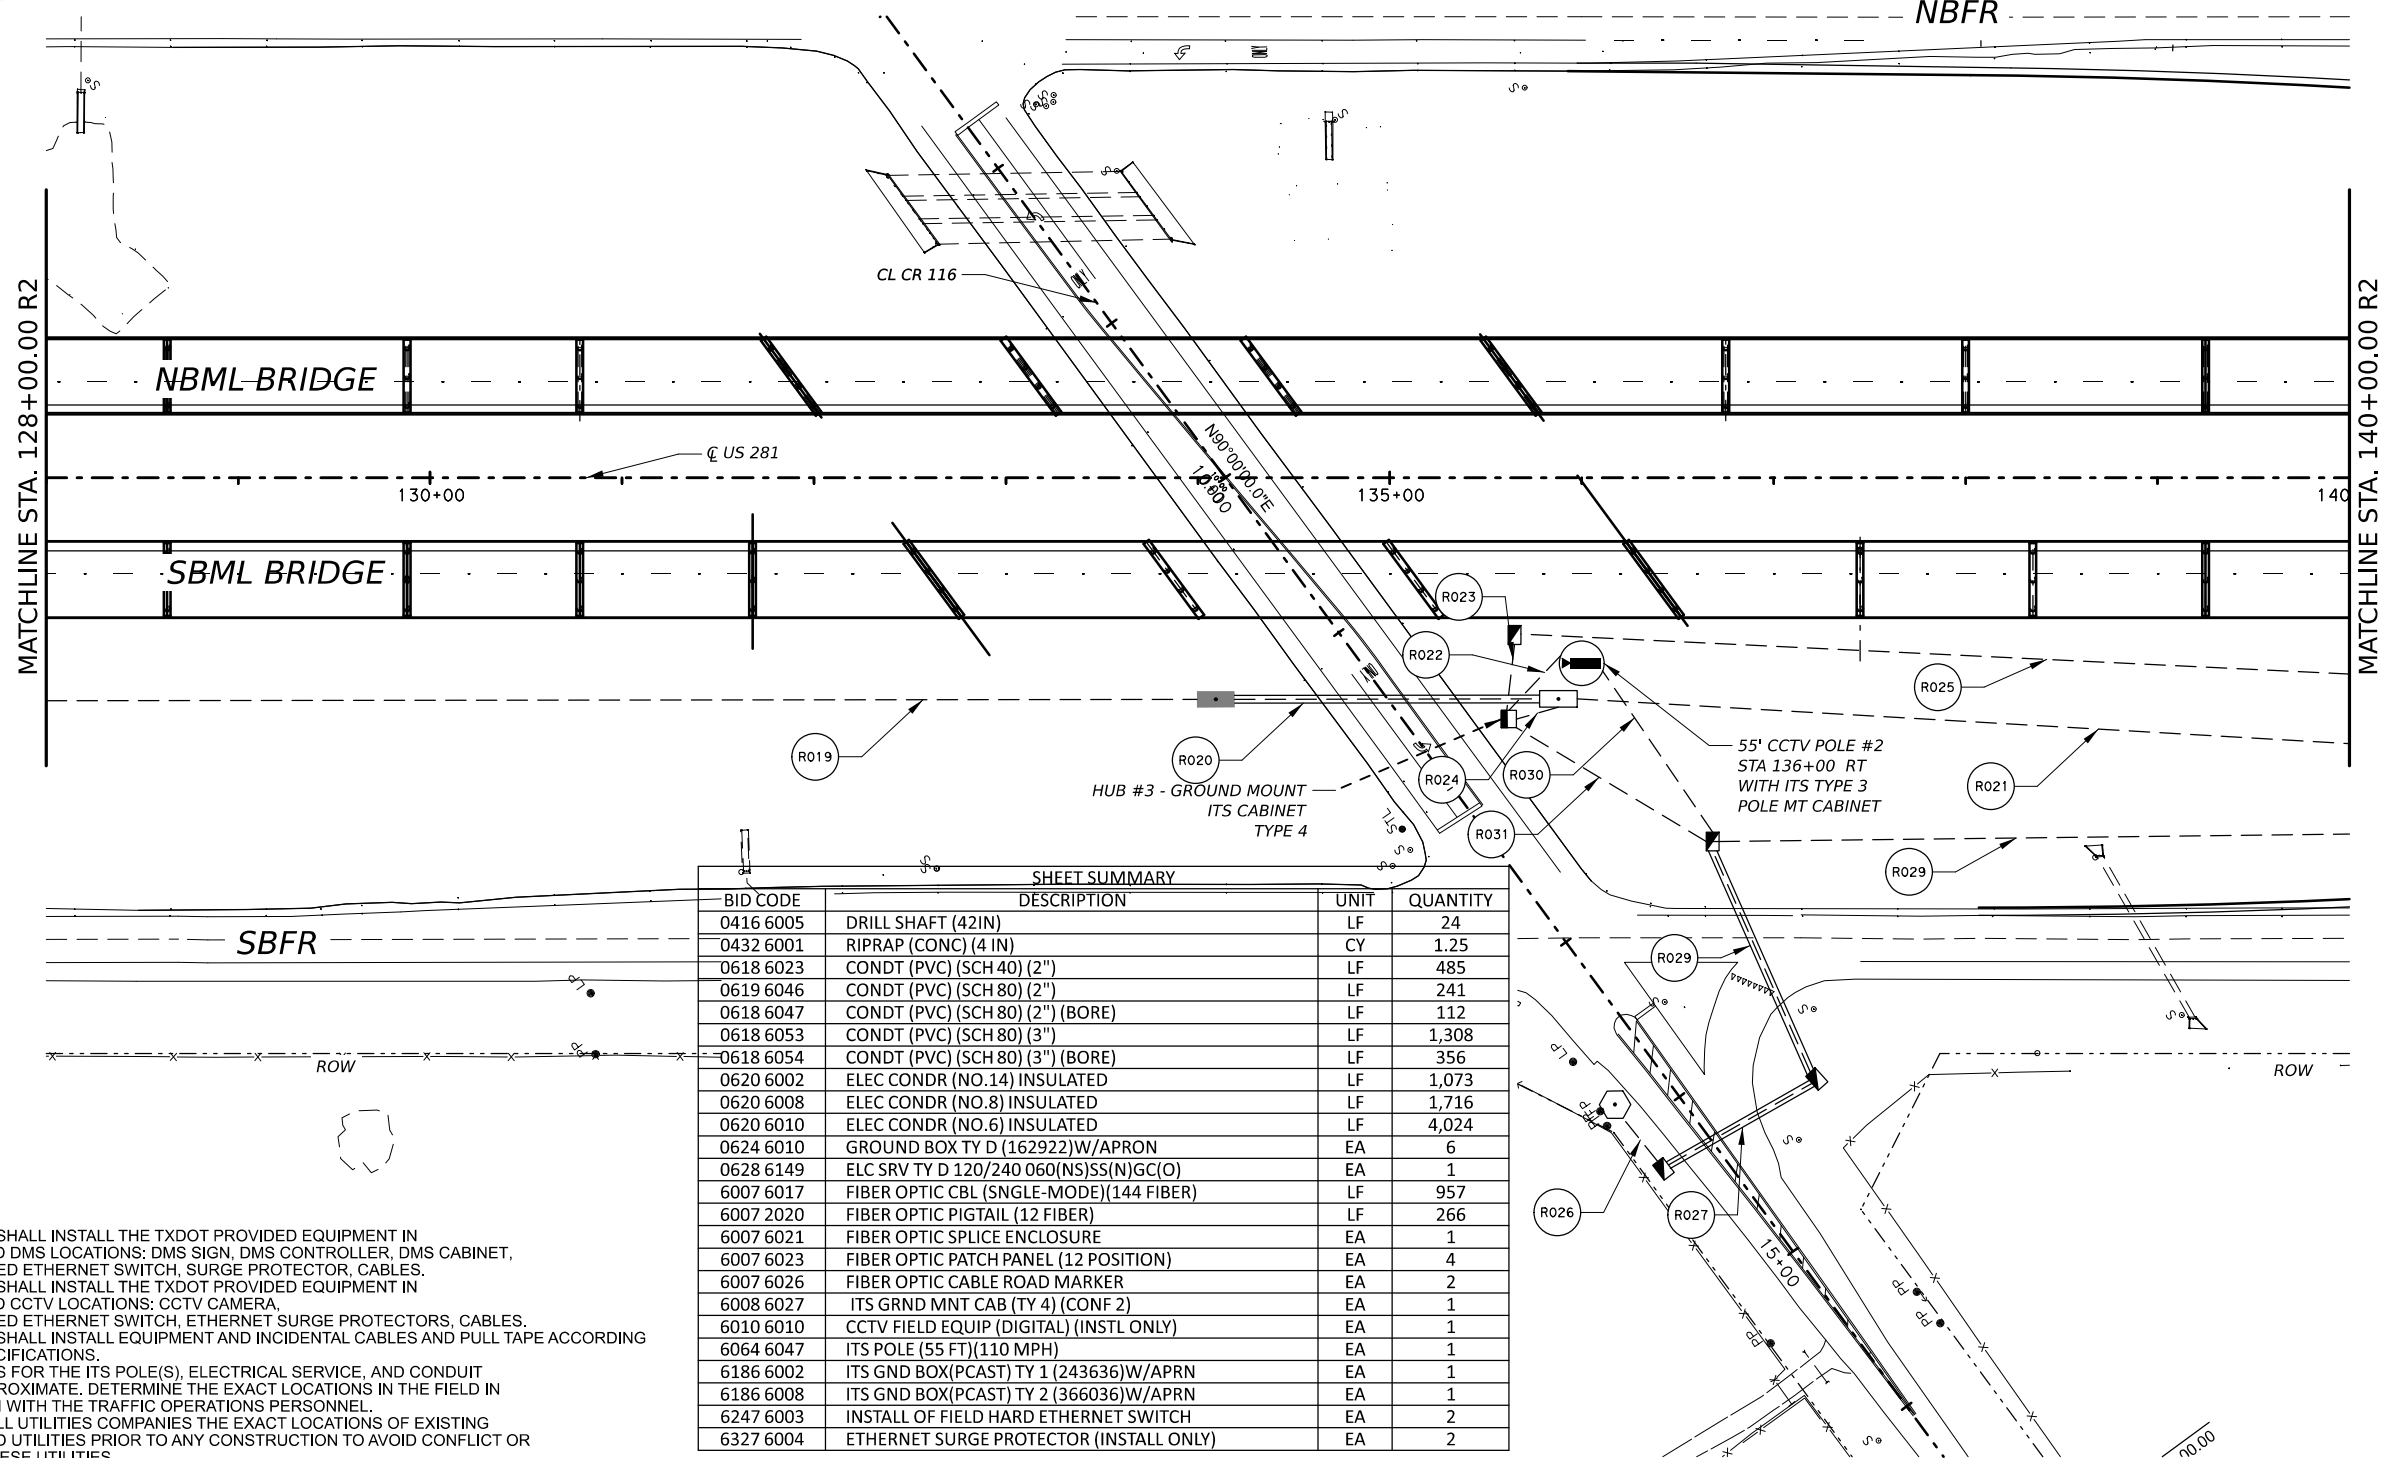 NBFR
S
S
S
S
S
S
S
S
CL CR 116
MATCHLINE STA. 128+00.00 R2
MATCHLINE STA. 140+00.00 R2
NBML BRIDGE
℄ US 281
N90°00'00.0"E
130+00
135+00
140
SBML BRIDGE
R023
R022
R025
R019
R020
R024
R030
R021
55' CCTV POLE #2
STA 136+00 RT
WITH ITS TYPE 3
POLE MT CABINET
HUB #3 - GROUND MOUNT
ITS CABINET
TYPE 4
R031
STL
S
S
R029
SBFR
R029
LP
PP
S
S
S
LP
ROW
ROW
PP
S
R026
R027
15+00
PP
PP
PP
S
00.00
SHEET SUMMARY
BID CODE DESCRIPTION UNIT QUANTITY
0416 6005 DRILL SHAFT (42IN) LF 24
0432 6001 RIPRAP (CONC) (4 IN) CY 1.25
0618 6023 CONDT (PVC) (SCH 40) (2") LF 485
0619 6046 CONDT (PVC) (SCH 80) (2") LF 241
0618 6047 CONDT (PVC) (SCH 80) (2") (BORE) LF 112
0618 6053 CONDT (PVC) (SCH 80) (3") LF 1,308
0618 6054 CONDT (PVC) (SCH 80) (3") (BORE) LF 356
0620 6002 ELEC CONDR (NO.14) INSULATED LF 1,073
0620 6008 ELEC CONDR (NO.8) INSULATED LF 1,716
0620 6010 ELEC CONDR (NO.6) INSULATED LF 4,024
0624 6010 GROUND BOX TY D (162922)W/APRON EA 6
0628 6149 ELC SRV TY D 120/240 060(NS)SS(N)GC(O) EA 1
6007 6017 FIBER OPTIC CBL (SNGLE-MODE)(144 FIBER) LF 957
6007 2020 FIBER OPTIC PIGTAIL (12 FIBER) LF 266
6007 6021 FIBER OPTIC SPLICE ENCLOSURE EA 1
6007 6023 FIBER OPTIC PATCH PANEL (12 POSITION) EA 4
6007 6026 FIBER OPTIC CABLE ROAD MARKER EA 2
6008 6027 ITS GRND MNT CAB (TY 4) (CONF 2) EA 1
6010 6010 CCTV FIELD EQUIP (DIGITAL) (INSTL ONLY) EA 1
6064 6047 ITS POLE (55 FT)(110 MPH) EA 1
6186 6002 ITS GND BOX(PCAST) TY 1 (243636)W/APRN EA 1
6186 6008 ITS GND BOX(PCAST) TY 2 (366036)W/APRN EA 1
6247 6003 INSTALL OF FIELD HARD ETHERNET SWITCH EA 2
6327 6004 ETHERNET SURGE PROTECTOR (INSTALL ONLY) EA 2
SHALL INSTALL THE TXDOT PROVIDED EQUIPMENT IN
DMS LOCATIONS: DMS SIGN, DMS CONTROLLER, DMS CABINET,
ED ETHERNET SWITCH, SURGE PROTECTOR, CABLES.
SHALL INSTALL THE TXDOT PROVIDED EQUIPMENT IN
CCTV LOCATIONS: CCTV CAMERA,
ED ETHERNET SWITCH, ETHERNET SURGE PROTECTORS, CABLES.
SHALL INSTALL EQUIPMENT AND INCIDENTAL CABLES AND PULL TAPE ACCORDING
CIFICATIONS.
S FOR THE ITS POLE(S), ELECTRICAL SERVICE, AND CONDUIT
ROXIMATE. DETERMINE THE EXACT LOCATIONS IN THE FIELD IN
WITH THE TRAFFIC OPERATIONS PERSONNEL.
LL UTILITIES COMPANIES THE EXACT LOCATIONS OF EXISTING
UTILITIES PRIOR TO ANY CONSTRUCTION TO AVOID CONFLICT OR
ESE UTILITIES